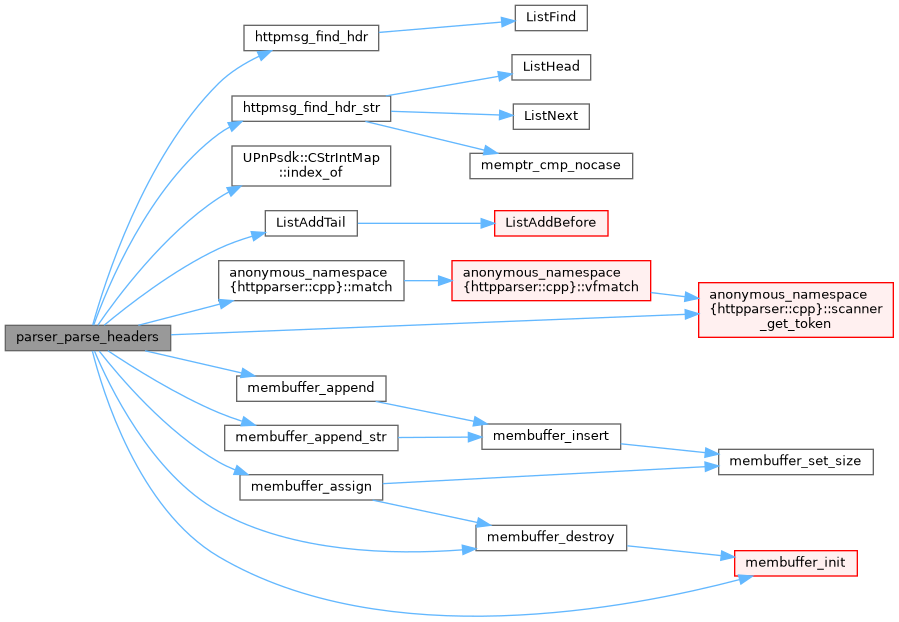 ListFind
httpmsg_find_hdr
ListHead
httpmsg_find_hdr_str
ListNext
UPnPsdk::CStrIntMap
::index_of
memptr_cmp_nocase
ListAddTail
ListAddBefore
anonymous_namespace
{httpparser::cpp}::match
anonymous_namespace
{httpparser::cpp}::vfmatch
anonymous_namespace
{httpparser::cpp}::scanner
_get_token
parser_parse_headers
membuffer_append
membuffer_append_str
membuffer_insert
membuffer_set_size
membuffer_assign
membuffer_destroy
membuffer_init